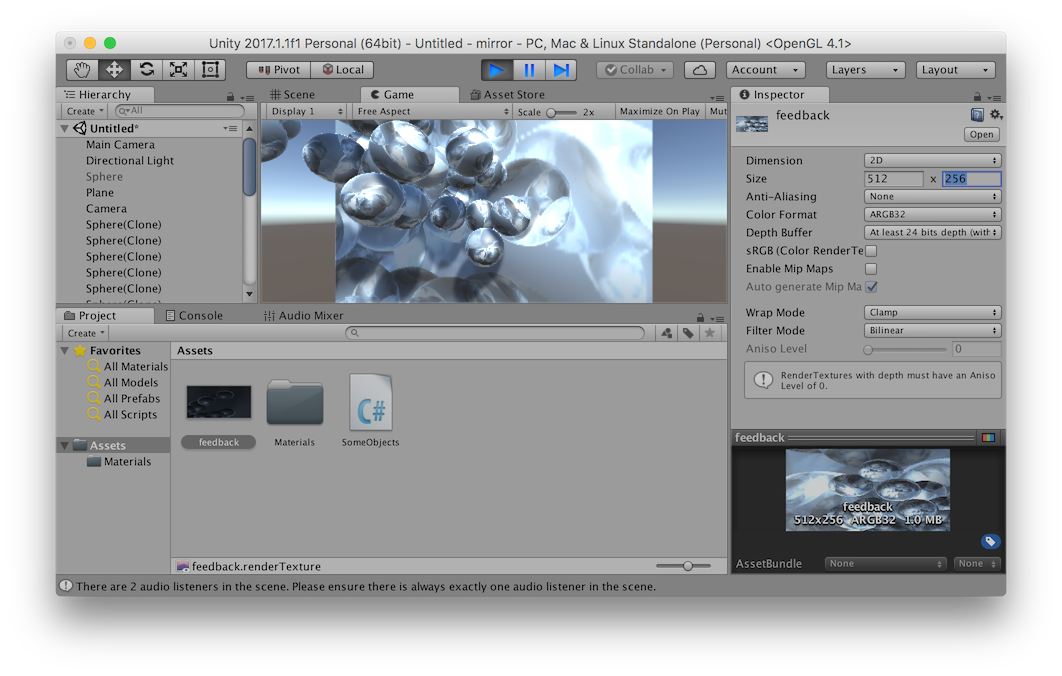 Unity 2017.1.1f1 Personal (64bit) - Untitled - mirror - PC, Mac & Linux Standalone (Personal) <OpenGL 4.1>
Pivot Local Collab Account Layers Layout
Hierarchy
Create All
Untitled*
Main Camera
Directional Light
Sphere
Plane
Camera
Sphere(Clone)
Sphere(Clone)
Sphere(Clone)
Sphere(Clone)
Sphere(Clone)
Sphere(Clone)
Scene Game Asset Store
Display 1 Free Aspect Scale 2x Maximize On Play Mut
Inspector
feedback
Open
Dimension 2D
Size 512 x 256
Anti-Aliasing None
Color Format ARGB32
Depth Buffer At least 24 bits depth (with
sRGB (Color RenderTe
Enable Mip Maps
Auto generate Mip Ma
Wrap Mode Clamp
Filter Mode Bilinear
Aniso Level 0
RenderTextures with depth must have an Aniso
Level of 0.
Project Console Audio Mixer
Create
Favorites
All Materials
All Models
All Prefabs
All Scripts
Assets
Materials
Assets
feedback Materials SomeObjects
C#
feedback.renderTexture
feedback
feedback
512x256 ARGB32 1.0 MB
AssetBundle None None
There are 2 audio listeners in the scene. Please ensure there is always exactly one audio listener in the scene.